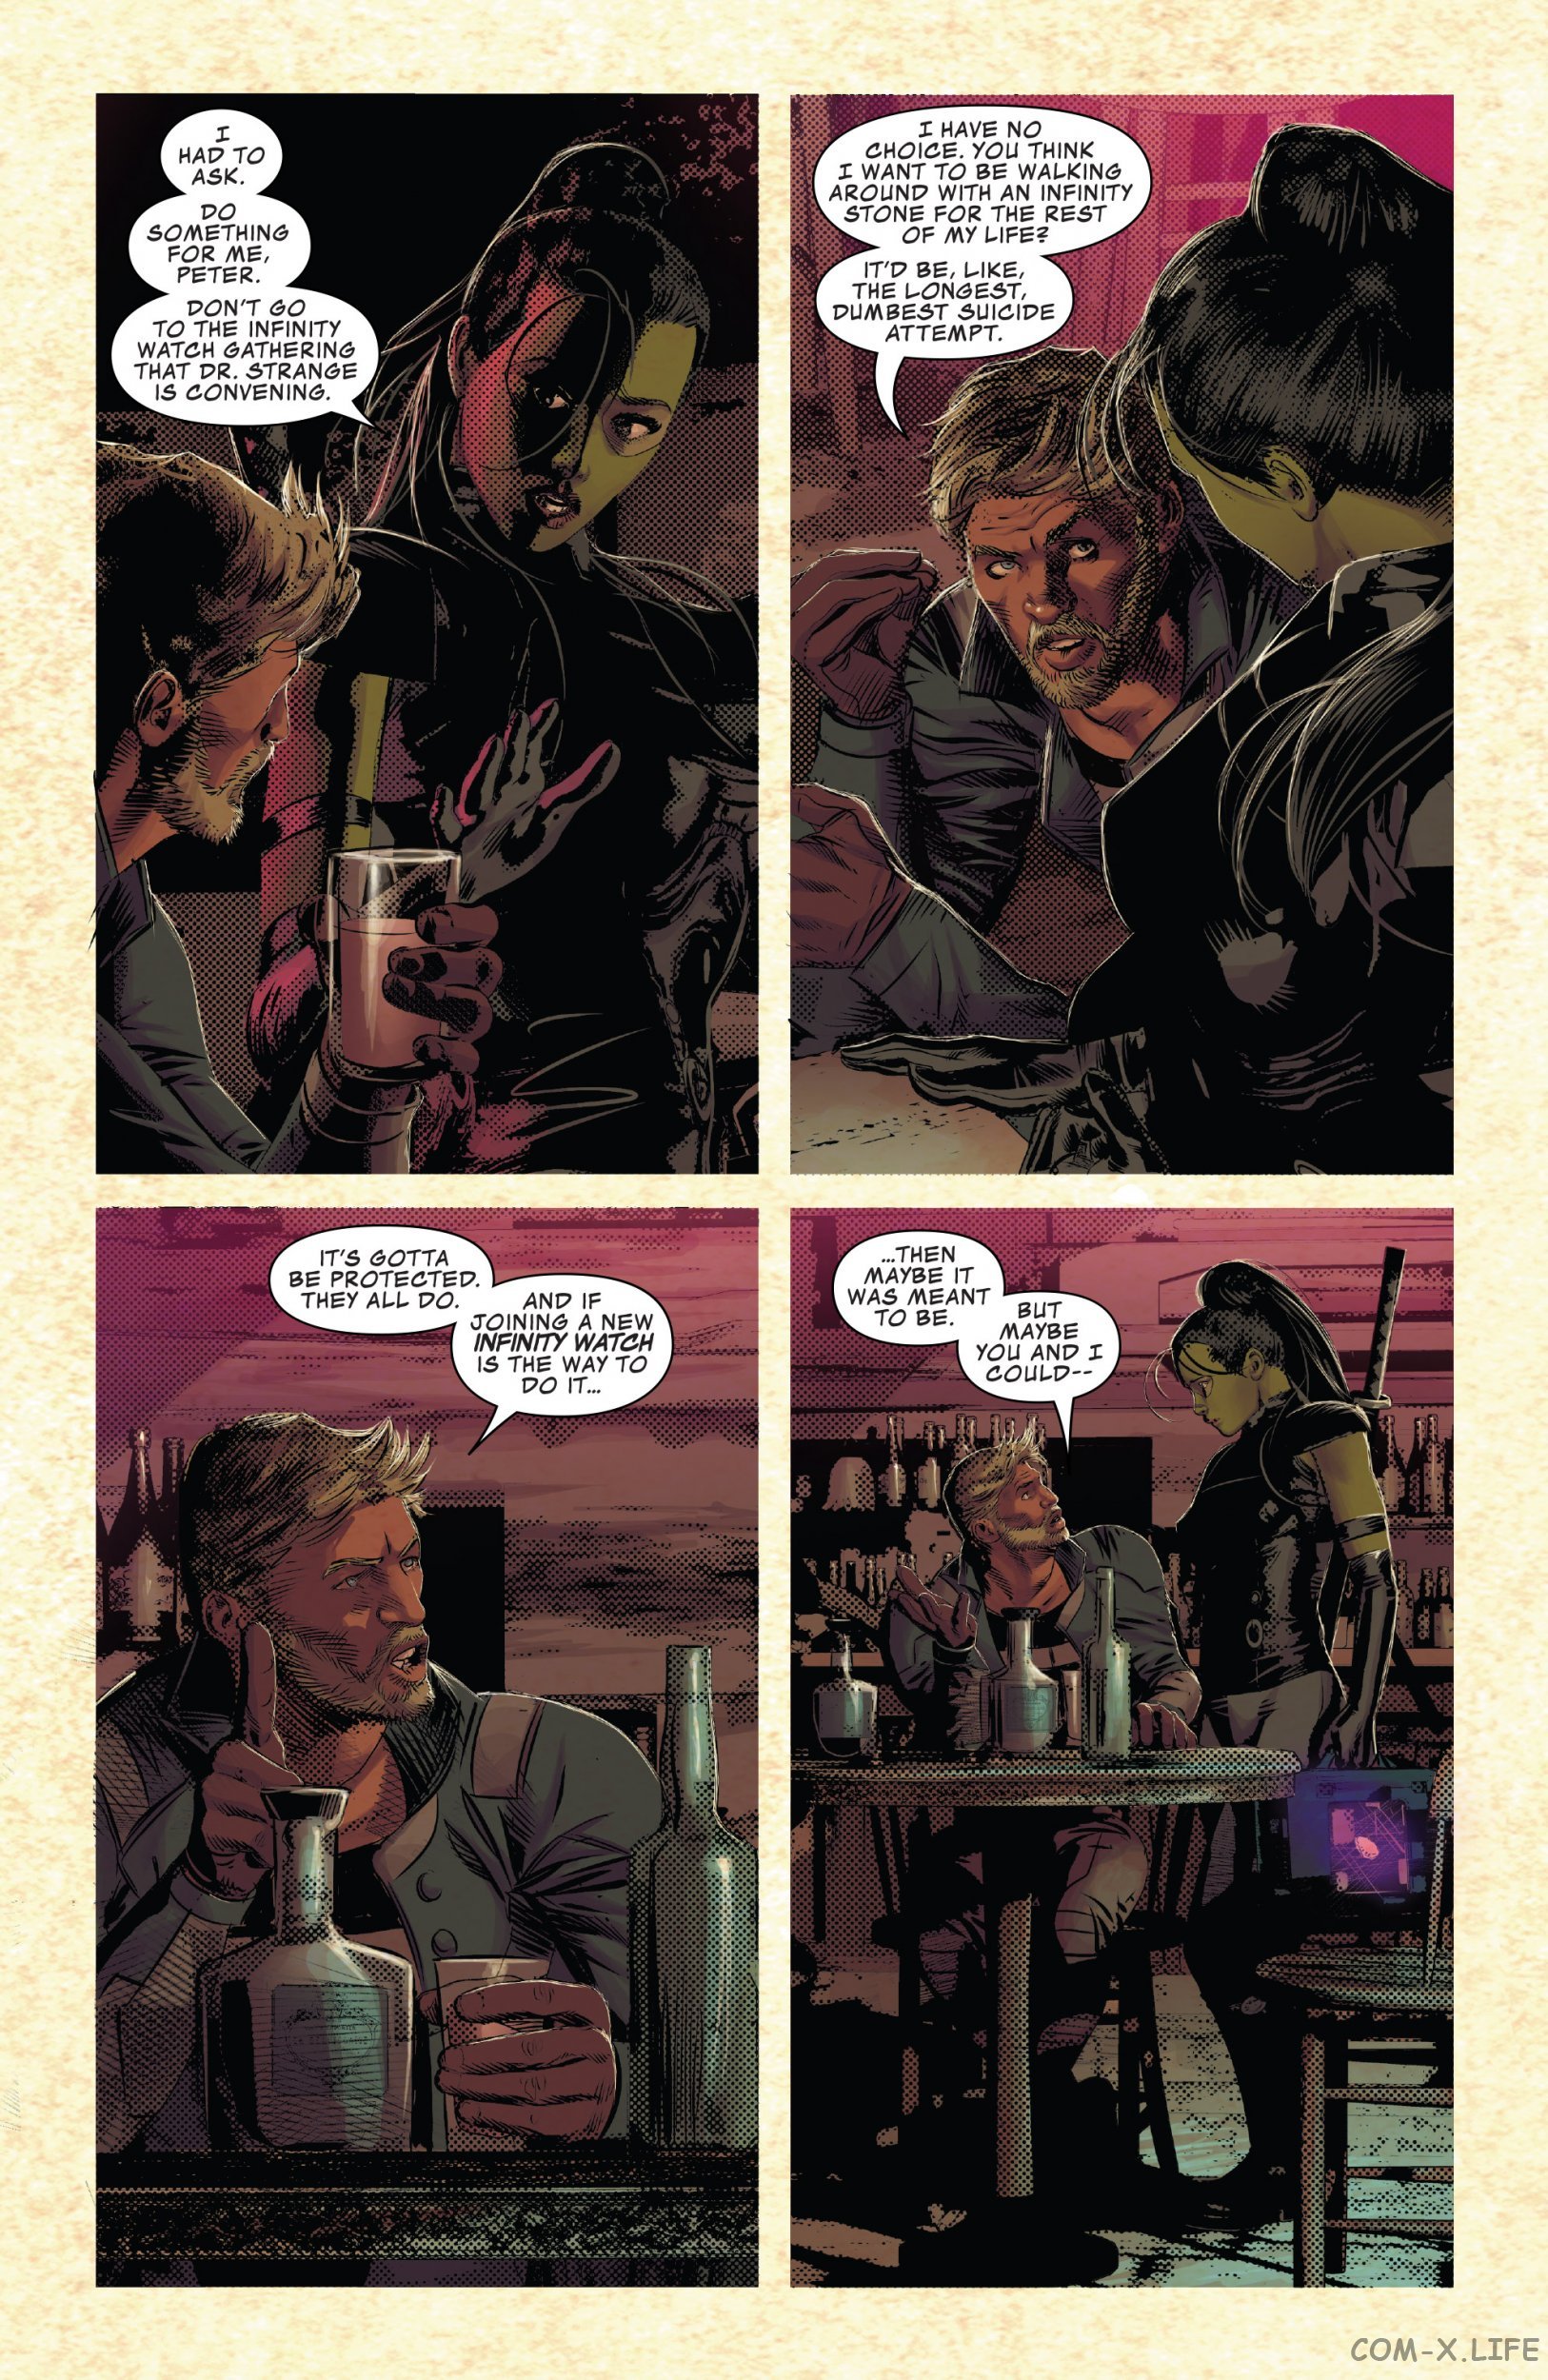 I
HAD TO
ASK.
DO
SOMETHING
FOR ME,
PETER.
DON'T GO
TO THE INFINITY
WATCH GATHERING
THAT DR. STRANGE
IS CONVENING.
I HAVE NO
CHOICE. YOU THINK
I WANT TO BE WALKING
AROUND WITH AN INFINITY
STONE FOR THE REST
OF MY LIFE?
IT'D BE, LIKE,
THE LONGEST,
DUMBEST SUICIDE
ATTEMPT.
IT'S GOTTA
BE PROTECTED.
THEY ALL DO.
AND IF
JOINING A NEW
INFINITY WATCH
IS THE WAY TO
DO IT...
...THEN
MAYBE IT
WAS MEANT
TO BE.
BUT
MAYBE
YOU AND I
COULD--
COM-X.LIFE